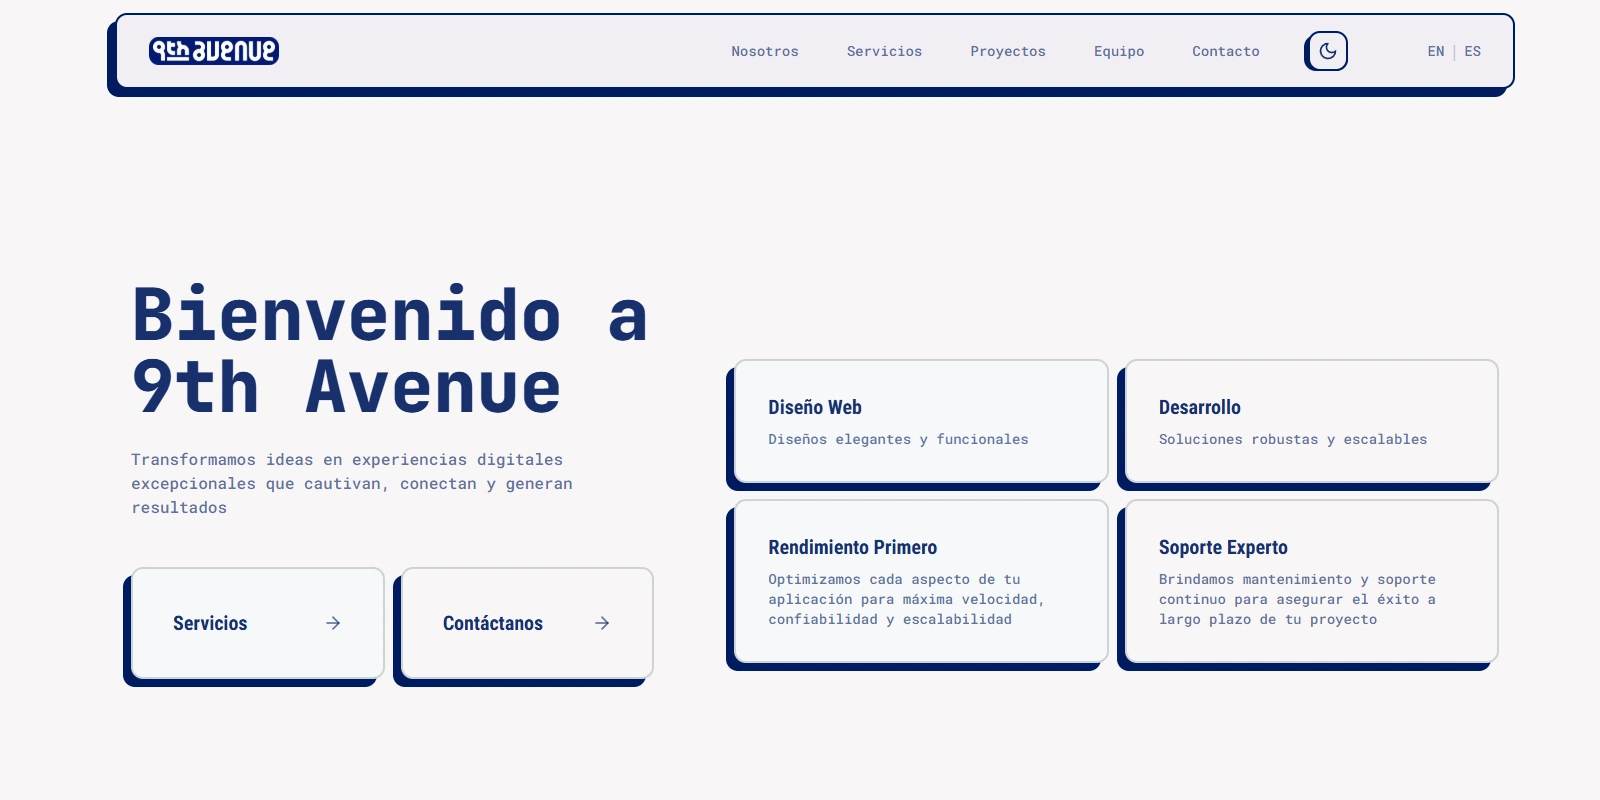 9th avenue
Nosotros
Servicios
Proyectos
Equipo
Contacto
EN | ES
Bienvenido a
9th Avenue
Transformamos ideas en experiencias digitales
excepcionales que cautivan, conectan y generan
resultados
Servicios
Contáctanos
Diseño Web
Diseños elegantes y funcionales
Desarrollo
Soluciones robustas y escalables
Rendimiento Primero
Optimizamos cada aspecto de tu
aplicación para máxima velocidad,
confiabilidad y escalabilidad
Soporte Experto
Brindamos mantenimiento y soporte
continuo para asegurar el éxito a
largo plazo de tu proyecto